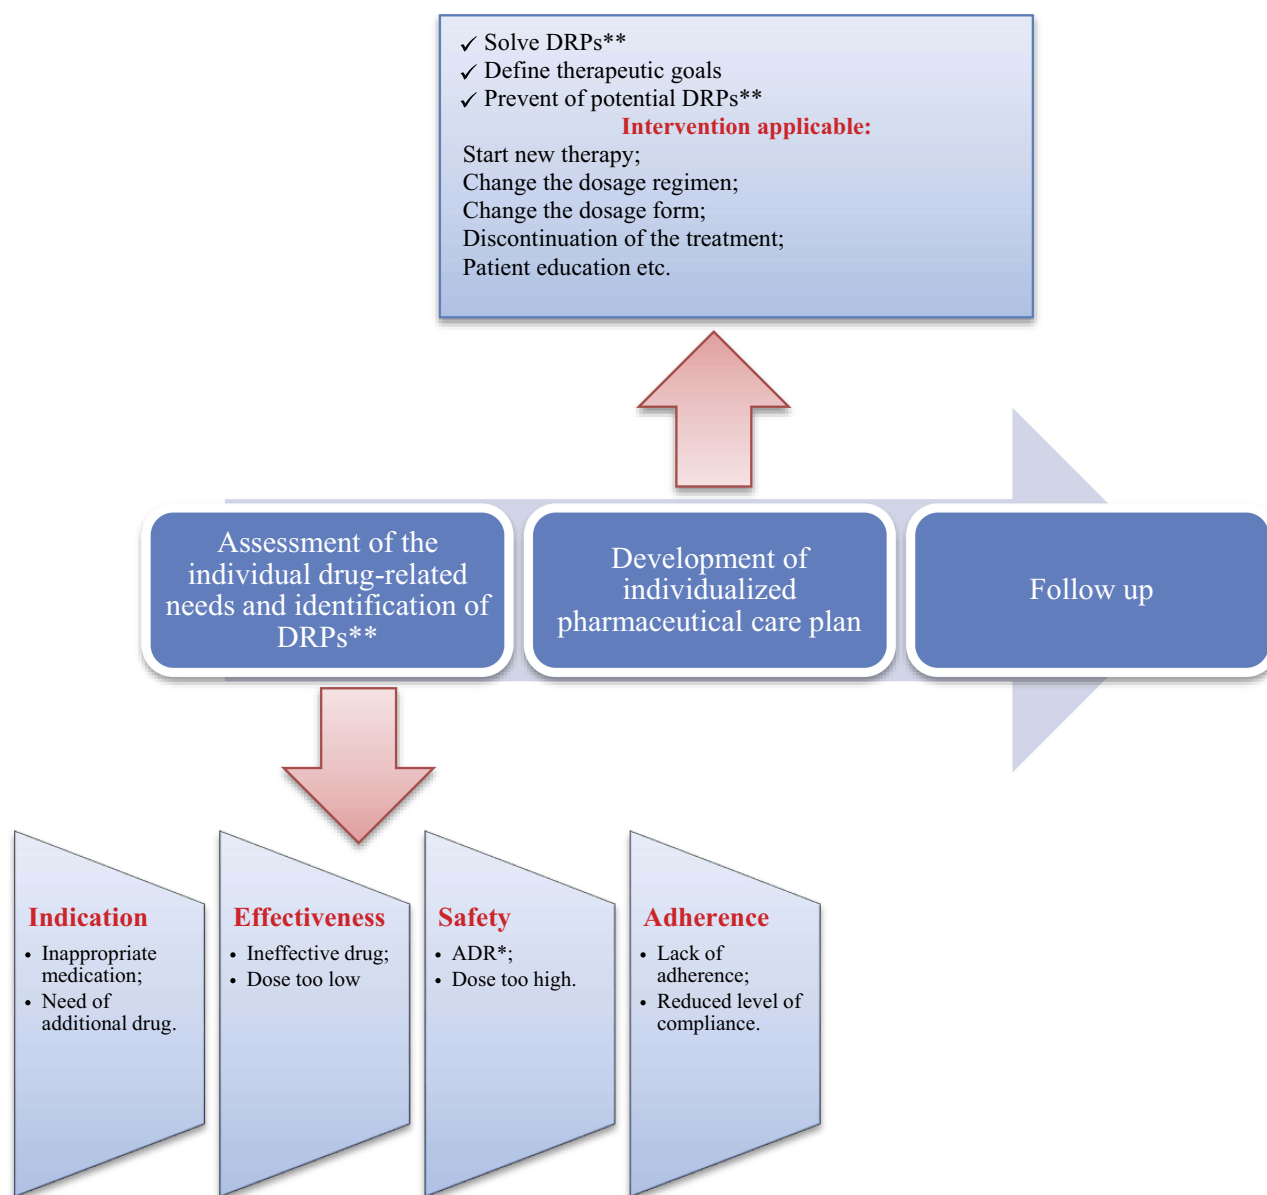 ✓ Solve DRPs**
✓ Define therapeutic goals
✓ Prevent of potential DRPs**
Intervention applicable:
Start new therapy;
Change the dosage regimen;
Change the dosage form;
Discontinuation of the treatment;
Patient education etc.
Assessment of the
individual drug-related
needs and identification of
DRPs**
Development of
individualized
pharmaceutical care plan
Follow up
Indication
• Inappropriate
medication;
• Need of
additional drug.
Effectiveness
• Ineffective drug;
• Dose too low
Safety
• ADR*;
• Dose too high.
Adherence
• Lack of
adherence;
• Reduced level of
compliance.